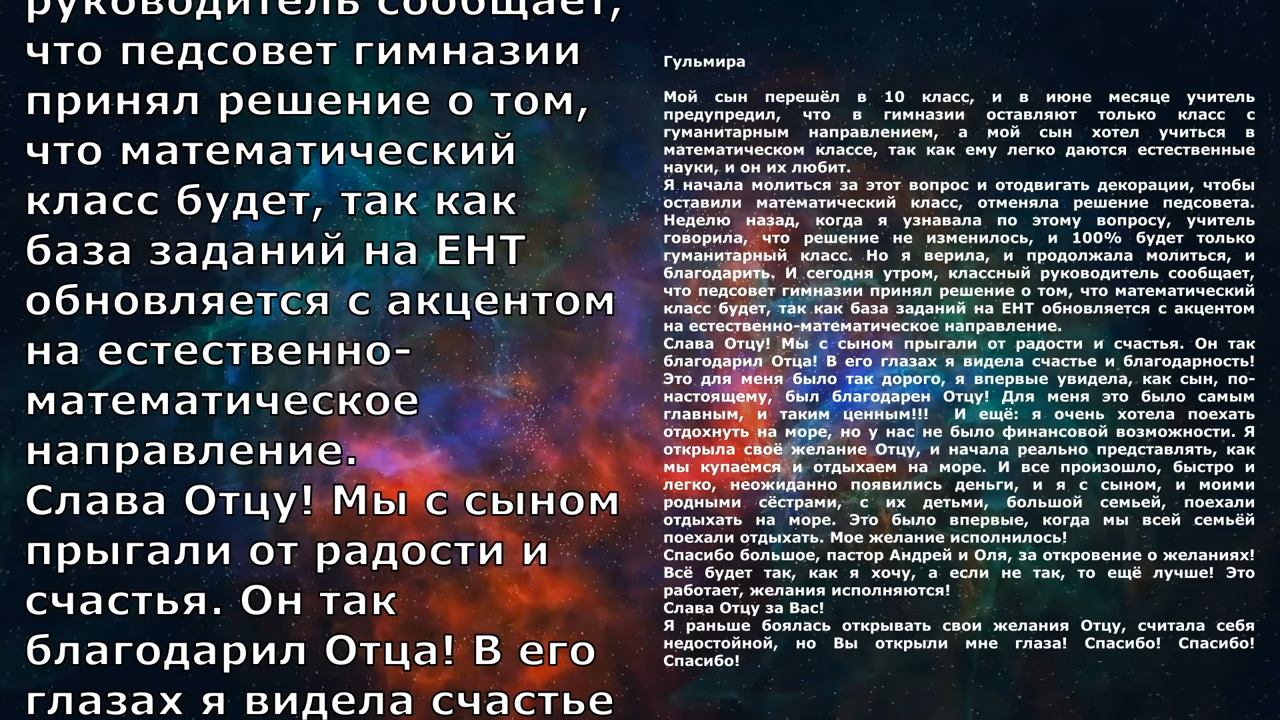 руководитель сообщает,
что педсовет гимназии
принял решение о том,
что математический
класс будет, так как
база заданий на ЕНТ
обновляется с акцентом
на естественно-
математическое
направление.
Слава Отцу! Мы с сыном
прыгали от радости и
счастья. Он так
благодарил Отца! В его
глазах я видела счастье
Гульмира
Мой сын перешёл в 10 класс, и в июне месяце учитель
предупредил, что в гимназии оставляют только класс с
гуманитарным направлением, а мой сын хотел учиться в
математическом классе, так как ему легко даются естественные
науки, и он их любит.
Я начала молиться за этот вопрос и отодвигать декорации, чтобы
оставили математический класс, отменяла решение педсовета.
Неделю назад, когда я узнавала по этому вопросу, учитель
говорила, что решение не изменилось, и 100% будет только
гуманитарный класс. Но я верила, и продолжала молиться, и
благодарить. И сегодня утром, классный руководитель сообщает,
что педсовет гимназии принял решение о том, что математический
класс будет, так как база заданий на ЕНТ обновляется с акцентом
на естественно-математическое направление.
Слава Отцу! Мы с сыном прыгали от радости и счастья. Он так
благодарил Отца! В его глазах я видела счастье и благодарность!
Это для меня было так дорого, я впервые увидела, как сын, по-
настоящему, был благодарен Отцу! Для меня это было самым
главным, и таким ценным!!! И ещё: я очень хотела поехать
отдохнуть на море, но у нас не было финансовой возможности. Я
открыла своё желание Отцу, и начала реально представлять, как
мы купаемся и отдыхаем на море. И все произошло, быстро и
легко, неожиданно появились деньги, и я с сыном, и моими
родными сёстрами, с их детьми, большой семьей, поехали
отдыхать на море. Это было впервые, когда мы всей семьёй
поехали отдыхать. Мое желание исполнилось!
Спасибо большое, пастор Андрей и Оля, за откровение о желаниях!
Всё будет так, как я хочу, а если не так, то ещё лучше! Это
работает, желания исполняются!
Слава Отцу за Вас!
Я раньше боялась открывать свои желания Отцу, считала себя
недостойной, но Вы открыли мне глаза! Спасибо! Спасибо!
Спасибо!